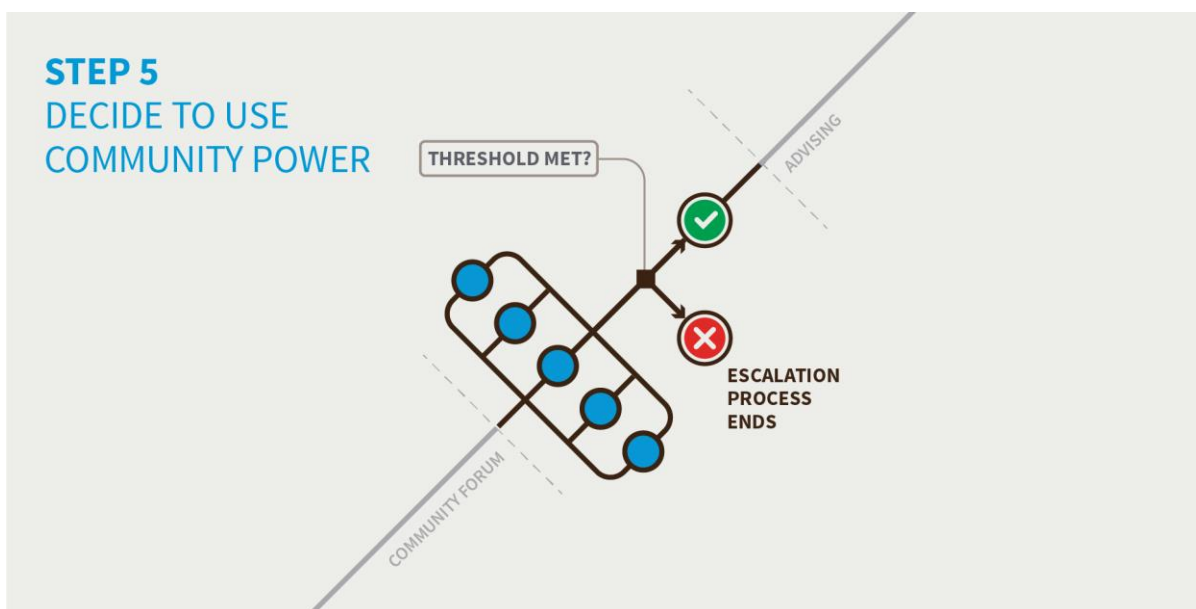 STEP 5
DECIDE TO USE
COMMUNITY POWER
THRESHOLD MET?
ADVISING
ESCALATION
PROCESS
ENDS
COMMUNITY FORUM